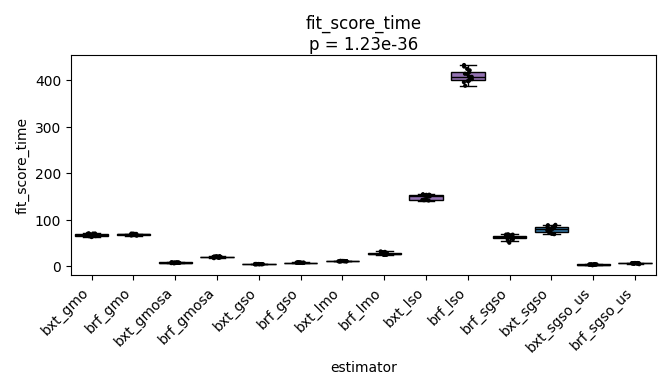 fit_score_time
p = 1.23e-36
fit_score_time
400
300
200
100
0
bxt_gmo
brf_gmo
bxt_gmosa
brf_gmosa
bxt_gso
brf_gso
bxt_lmo
brf_lmo
bxt_lso
brf_lso
brf_sgso
bxt_sgso
bxt_sgso_us
brf_sgso_us
estimator